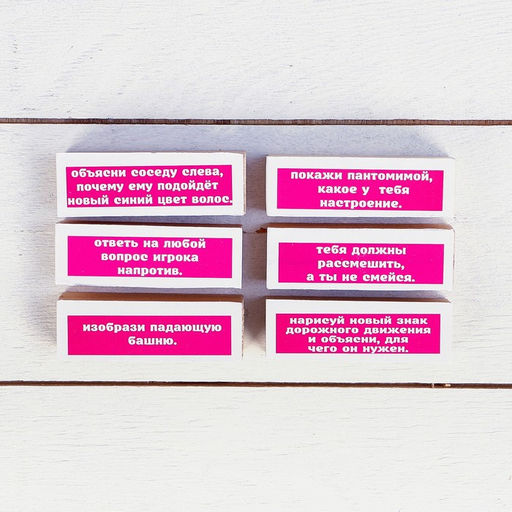 объясни соседу слева,
почему ему подойдёт
новый синий цвет волос.
покажи пантомимой,
какое у тебя
настроение.
ответь на любой
вопрос игрока
напротив.
тебя должны
рассмешить,
а ты не смейся.
изобрази падающую
башню.
нарисуй новый знак
дорожного движения
и объясни, для
чего он нужен.